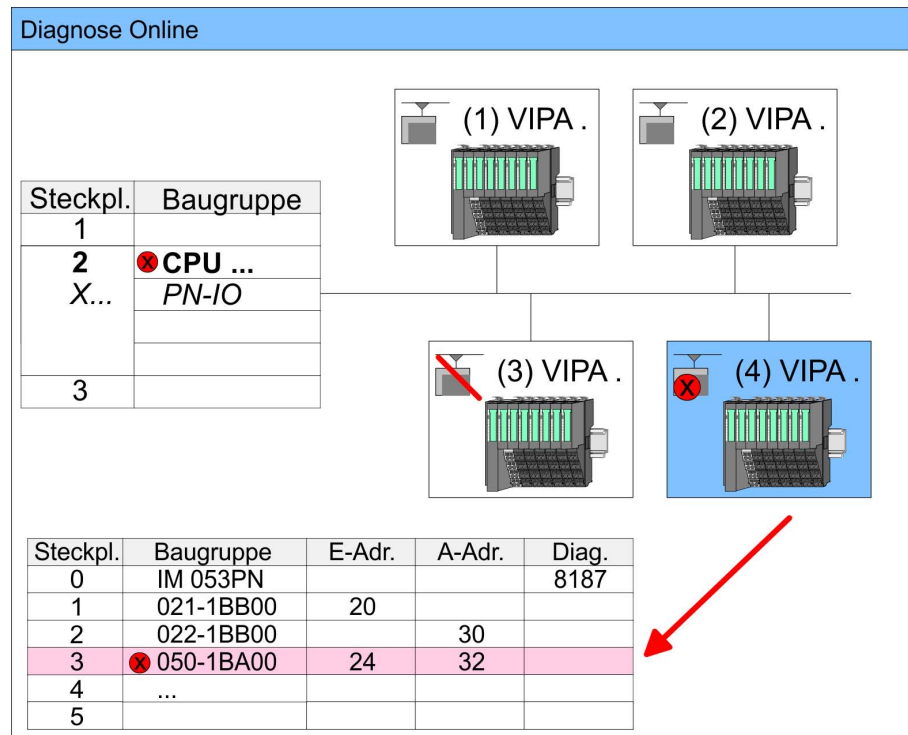 Diagnose Online
(1) VIPA .
(2) VIPA .
Steckpl. Baugruppe
1
2 X CPU ...
X... PN-IO
3
(3) VIPA .
X (4) VIPA .
Steckpl. Baugruppe E-Adr. A-Adr. Diag.
0 IM 053PN 8187
1 021-1BB00 20
2 022-1BB00 30
3 X 050-1BA00 24 32
4 ...
5